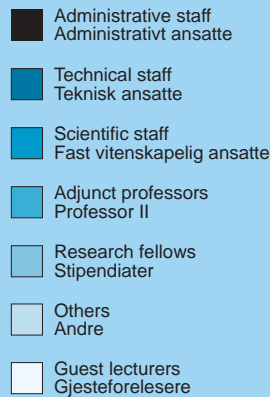 Administrative staff
Administrativt ansatte
Technical staff
Teknisk ansatte
Scientific staff
Fast vitenskapelig ansatte
Adjunct professors
Professor II
Research fellows
Stipendiater
Others
Andre
Guest lecturers
Gjesteforelesere